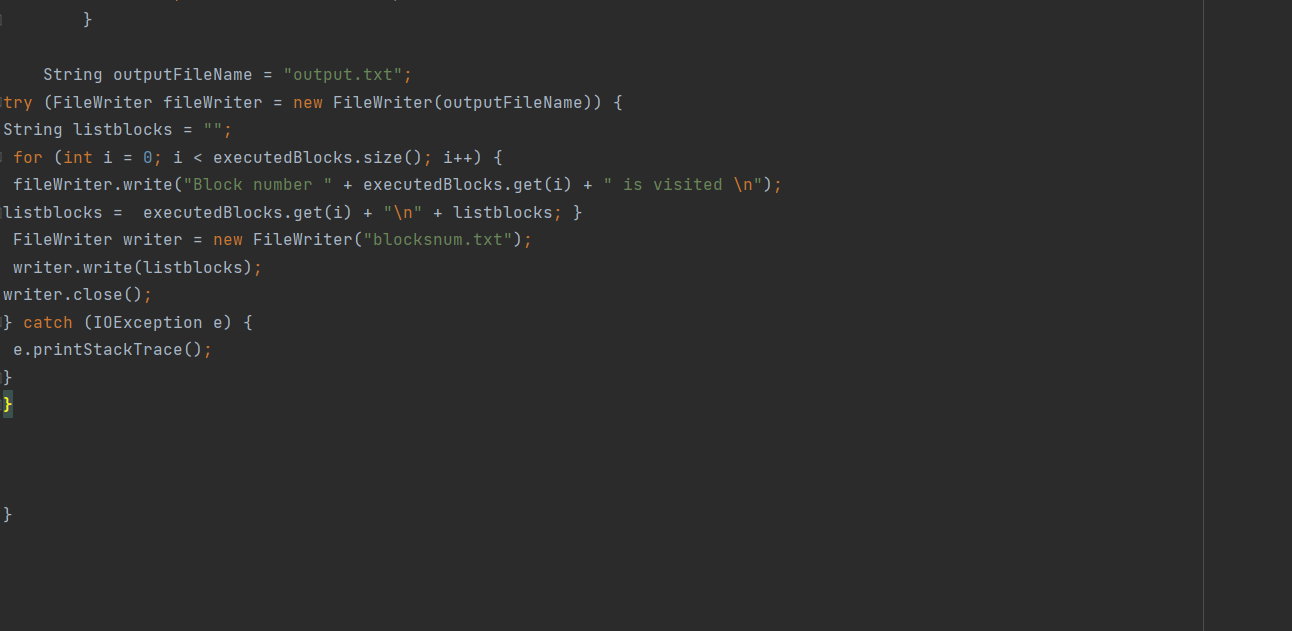 }
String outputFileName = "output.txt";
try (FileWriter fileWriter = new FileWriter(outputFileName)) {
String listblocks = "";
for (int i = 0; i < executedBlocks.size(); i++) {
fileWriter.write("Block number " + executedBlocks.get(i) + " is visited \n");
listblocks =  executedBlocks.get(i) + "\n" + listblocks; }
FileWriter writer = new FileWriter("blocksnum.txt");
writer.write(listblocks);
writer.close();
} catch (IOException e) {
e.printStackTrace();
}
}
}